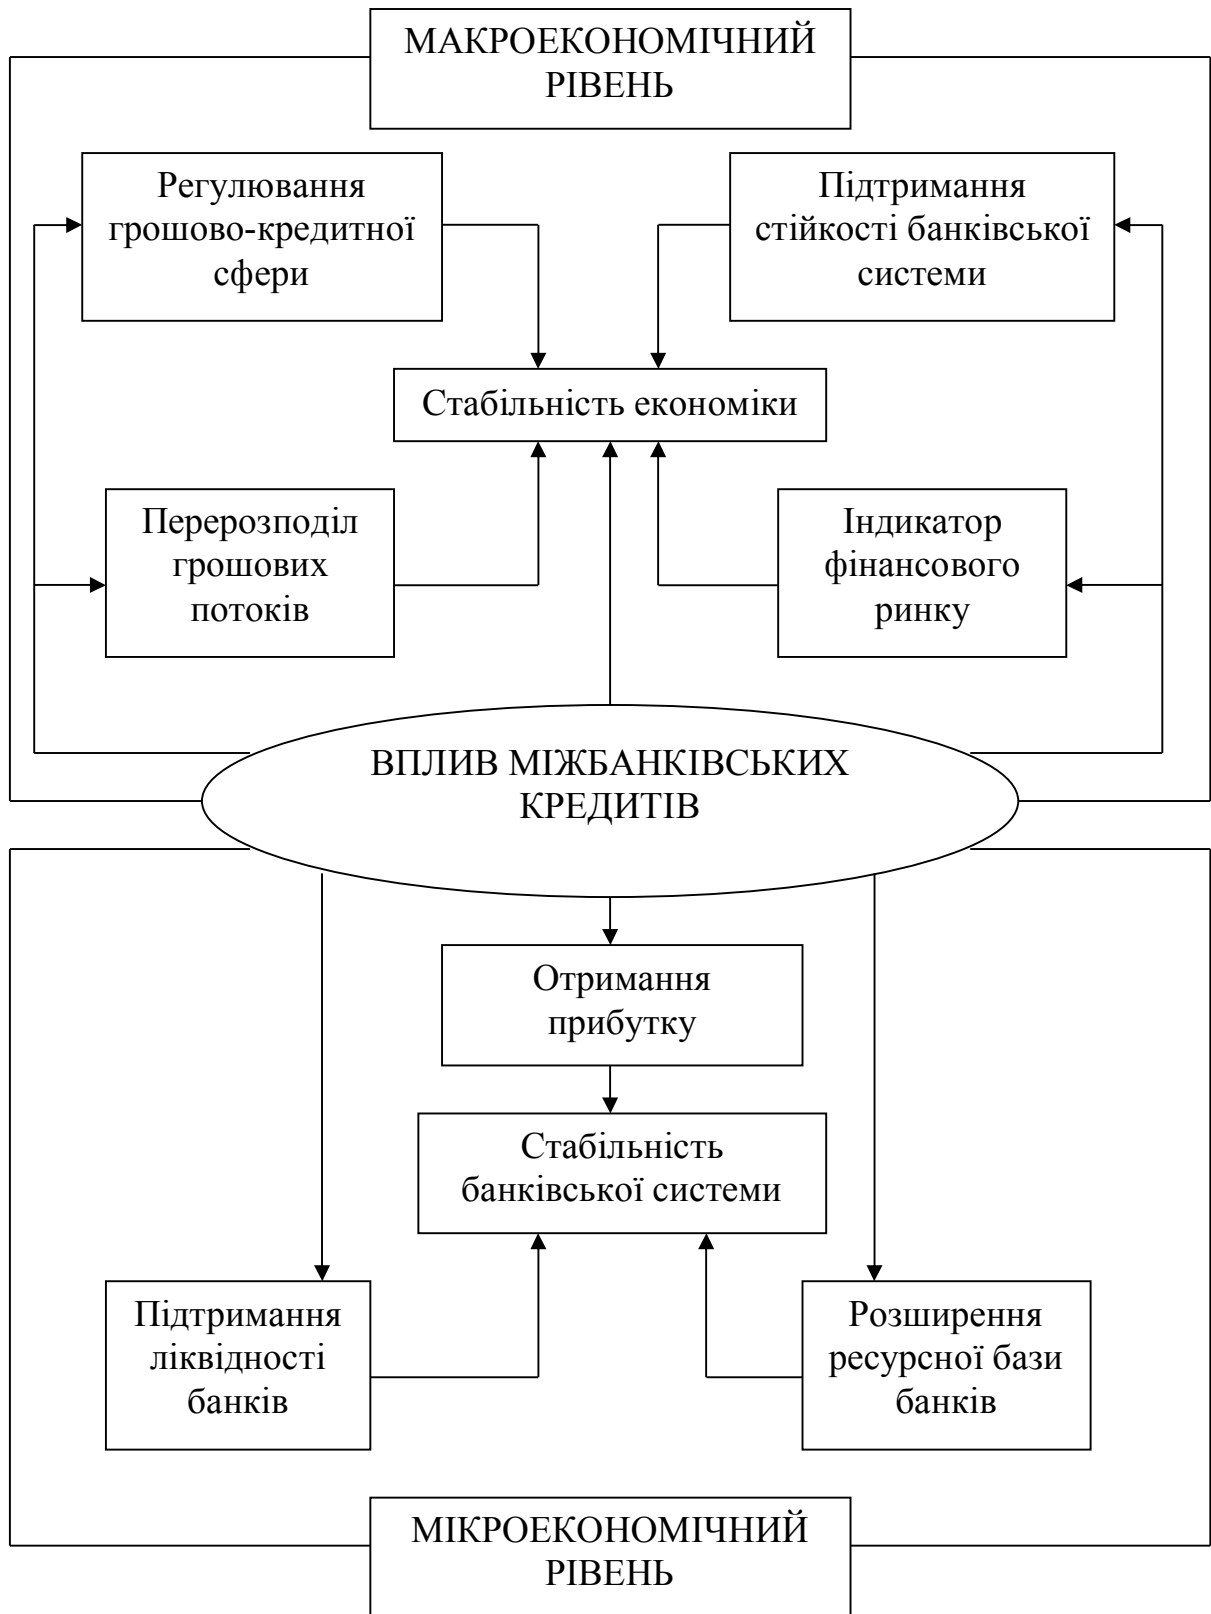 МАКРОЕКОНОМІЧНИЙ
РІВЕНЬ
Регулювання
грошово-кредитної
сфери
Підтримання
стійкості банківської
системи
Стабільність економіки
Перерозподіл
грошових
потоків
Індикатор
фінансового
ринку
ВПЛИВ МІЖБАНКІВСЬКИХ
КРЕДИТІВ
Отримання
прибутку
Стабільність
банківської системи
Підтримання
ліквідності
банків
Розширення
ресурсної бази
банків
МІКРОЕКОНОМІЧНИЙ
РІВЕНЬ